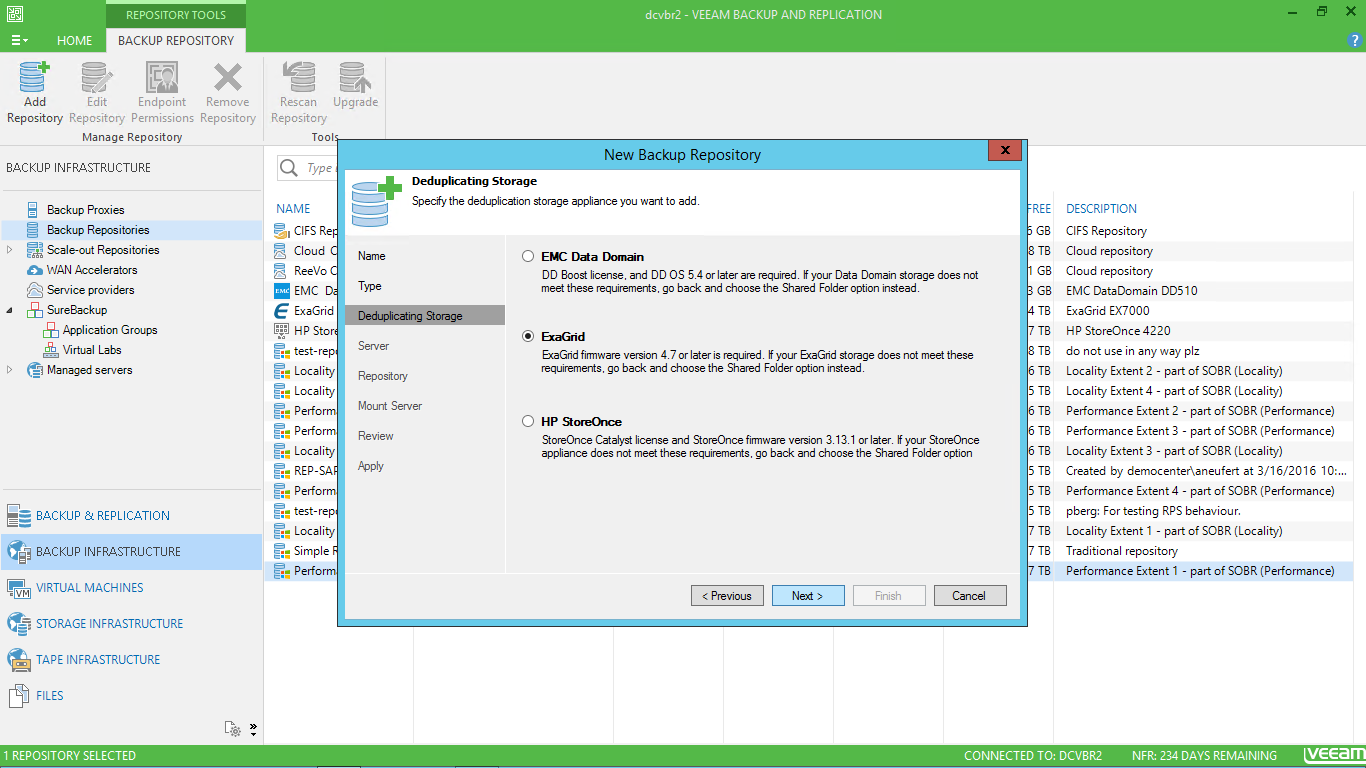 REPOSITORY TOOLS
dcvbr2 - VEEAM BACKUP AND REPLICATION
HOME
BACKUP REPOSITORY
?
Add Repository
Edit Repository
Endpoint Permissions
Remove Repository
Rescan Repository
Upgrade
Manage Repository
Tools
BACKUP INFRASTRUCTURE
Backup Proxies
Backup Repositories
Scale-out Repositories
WAN Accelerators
Service providers
SureBackup
Application Groups
Virtual Labs
Managed servers
BACKUP & REPLICATION
BACKUP INFRASTRUCTURE
VIRTUAL MACHINES
STORAGE INFRASTRUCTURE
TAPE INFRASTRUCTURE
FILES
Type
NAME
CIFS Rep
Cloud C
ReeVo C
EMC Da
ExaGrid
HP Store
test-repo
Locality
Locality
Perform
Perform
Locality
REP-SAP
Perform
test-repo
Locality
Simple R
Performa
New Backup Repository
X
Deduplicating Storage
Specify the deduplication storage appliance you want to add.
Name
Type
Deduplicating Storage
Server
Repository
Mount Server
Review
Apply
EMC Data Domain
DD Boost license, and DD OS 5.4 or later are required. If your Data Domain storage does not
meet these requirements, go back and choose the Shared Folder option instead.
ExaGrid
ExaGrid firmware version 4.7 or later is required. If your ExaGrid storage does not meet these
requirements, go back and choose the Shared Folder option instead.
HP StoreOnce
StoreOnce Catalyst license and StoreOnce firmware version 3.13.1 or later. If your StoreOnce
appliance does not meet these requirements, go back and choose the Shared Folder option
< Previous
Next >
Finish
Cancel
FREE DESCRIPTION
6 GB CIFS Repository
8 TB Cloud repository
1 GB Cloud repository
3 GB EMC DataDomain DD510
4 TB ExaGrid EX7000
7 TB HP StoreOnce 4220
8 TB do not use in any way plz
6 TB Locality Extent 2 - part of SOBR (Locality)
5 TB Locality Extent 4 - part of SOBR (Locality)
6 TB Performance Extent 2 - part of SOBR (Performance)
6 TB Performance Extent 3 - part of SOBR (Performance)
6 TB Locality Extent 3 - part of SOBR (Locality)
5 TB Created by democenter\aneufert at 3/16/2016 10:...
5 TB Performance Extent 4 - part of SOBR (Performance)
5 TB pberg: For testing RPS behaviour.
7 TB Locality Extent 1 - part of SOBR (Locality)
7 TB Traditional repository
7 TB Performance Extent 1 - part of SOBR (Performance)
1 REPOSITORY SELECTED
CONNECTED TO: DCVBR2
NFR: 234 DAYS REMAINING
veeam